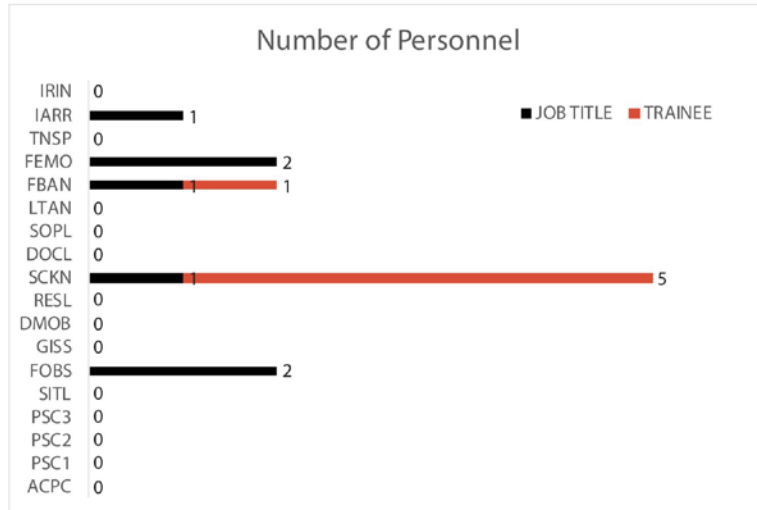 Number of Personnel
JOB TITLE TRAINEE
IRIN 0
IARR 1
TNSP 0
FEMO 2
FBAN 1 1
LTAN 0
SOPL 0
DOCL 0
SCKN 1 5
RESL 0
DMOB 0
GISS 0
FOBS 2
SITL 0
PSC3 0
PSC2 0
PSC1 0
ACPC 0